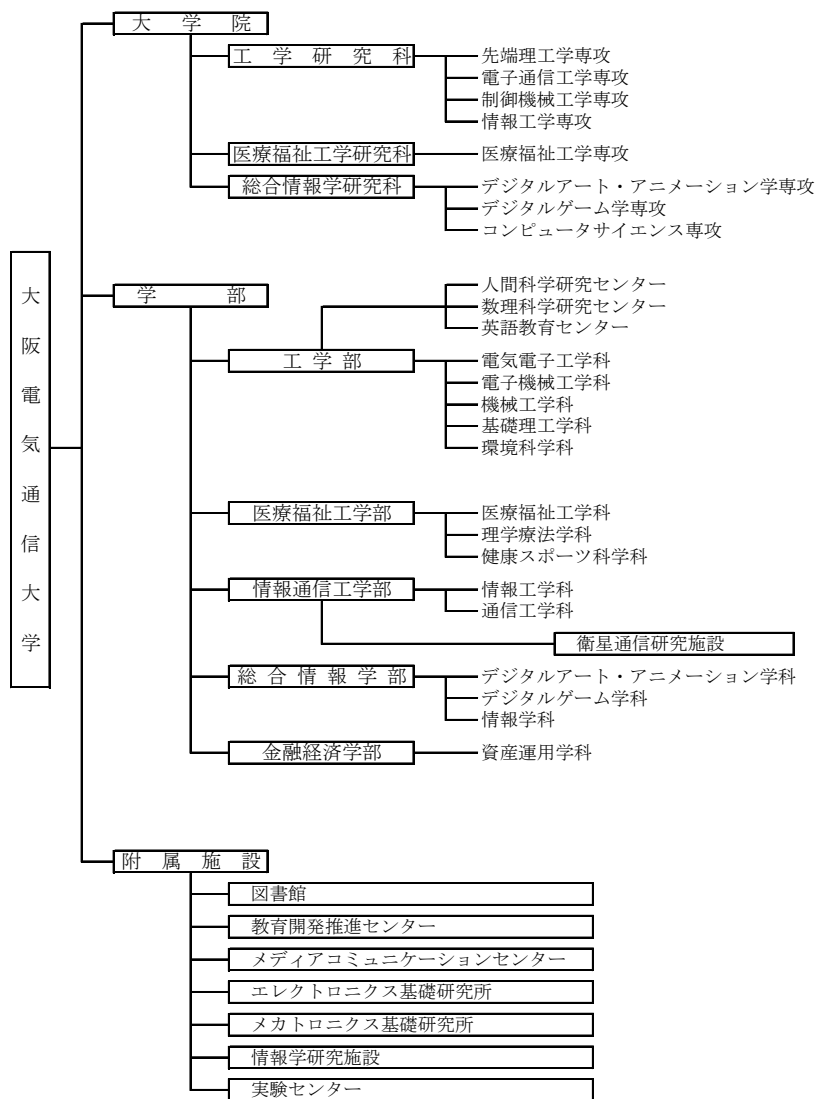 大学院
工学研究科
先端理工学専攻
電子通信工学専攻
制御機械工学専攻
情報工学専攻
医療福祉工学研究科
医療福祉工学専攻
総合情報学研究科
デジタルアート・アニメーション学専攻
デジタルゲーム学専攻
コンピュータサイエンス専攻
大阪電気通信大学
学部
人間科学研究センター
数理科学研究センター
英語教育センター
工学部
電気電子工学科
電子機械工学科
機械工学科
基礎理工学科
環境科学科
医療福祉工学部
医療福祉工学科
理学療法学科
健康スポーツ科学科
情報通信工学部
情報工学科
通信工学科
衛星通信研究施設
総合情報学部
デジタルアート・アニメーション学科
デジタルゲーム学科
情報学科
金融経済学部
資産運用学科
附属施設
図書館
教育開発推進センター
メディアコミュニケーションセンター
エレクトロニクス基礎研究所
メカトロニクス基礎研究所
情報学研究施設
実験センター